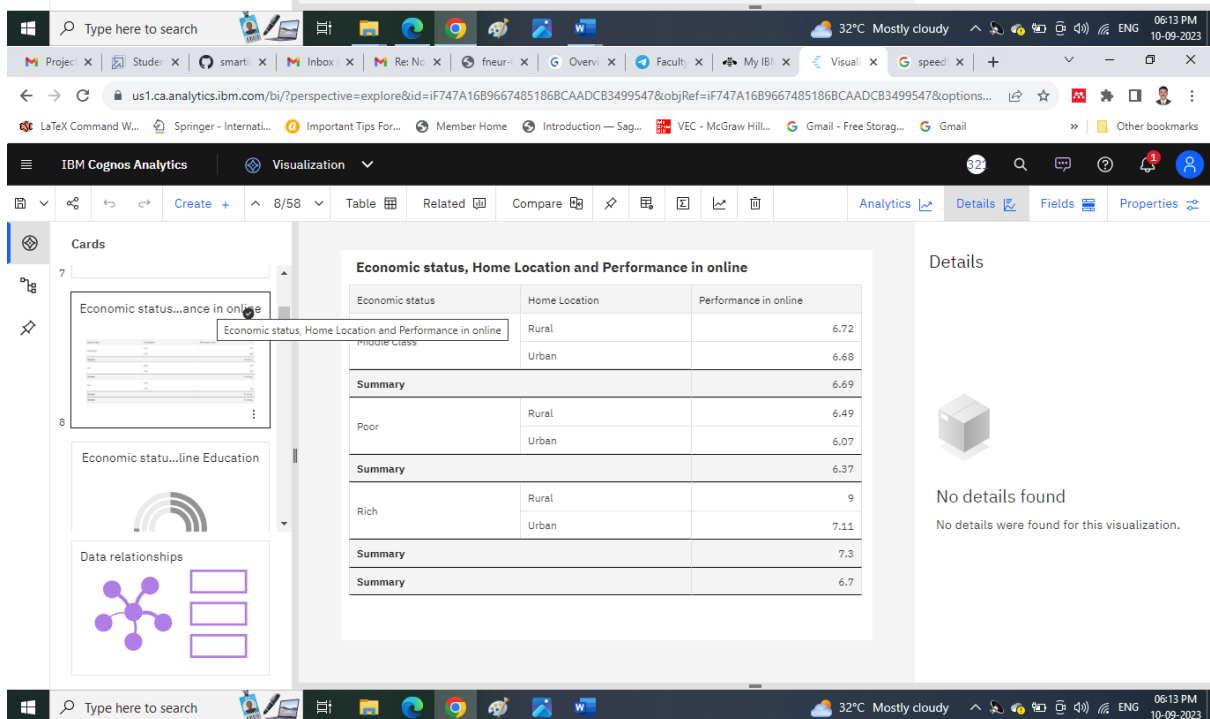 Type here to search
32°C Mostly cloudy
ENG
06:13 PM
10-09-2023
Project
Studer
smarti
Inbox
Re: No
fneur-
Overvi
Faculty
My IBM
Visuali
speed
us1.ca.analytics.ibm.com/bi/?perspective=explore&id=iF747A16B9667485186BCAADCB3499547&objRef=iF747A16B9667485186BCAADCB3499547&options...
LaTeX Command W...
Springer - Internati...
Important Tips For...
Member Home
Introduction — Sag...
VEC - McGraw Hill...
Gmail - Free Storag...
Gmail
»
Other bookmarks
IBM Cognos Analytics
Visualization
321
1
Create +
8/58
Table
Related
Compare
Analytics
Details
Fields
Properties
Cards
7
Economic status...ance in online
Economic status, Home Location and Performance in online
8
Economic statu...line Education
Data relationships
Economic status, Home Location and Performance in online
Economic status Home Location Performance in online
Middle Class Rural 6.72
Urban 6.68
Summary 6.69
Poor Rural 6.49
Urban 6.07
Summary 6.37
Rich Rural 9
Urban 7.11
Summary 7.3
Summary 6.7
Details
No details found
No details were found for this visualization.
Type here to search
32°C Mostly cloudy
ENG
06:13 PM
10-09-2023